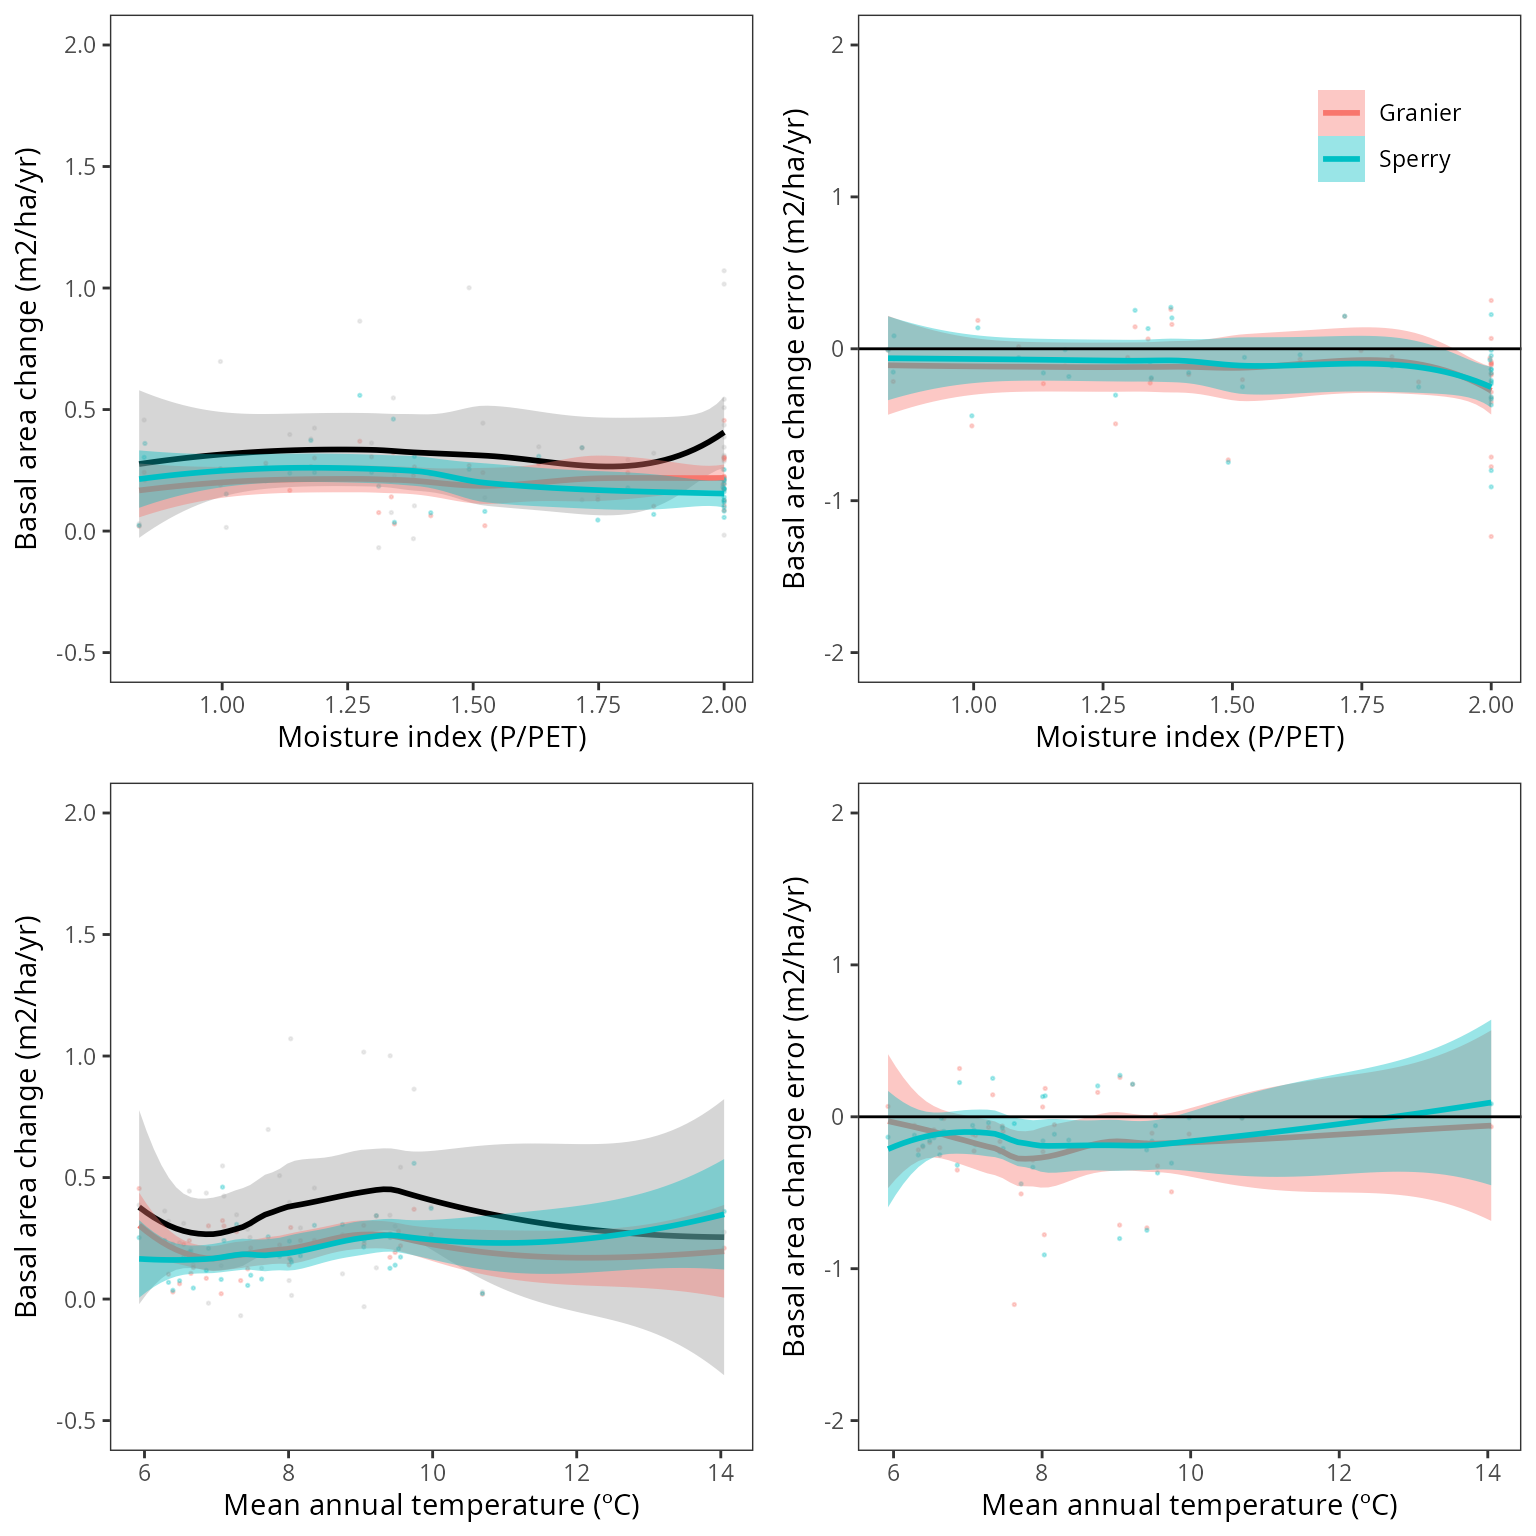 Basal area change (m2/ha/yr)
2.0
1.5
1.0
0.5
0.0
-0.5
1.00 1.25 1.50 1.75 2.00
Moisture index (P/PET)
Basal area change error (m2/ha/yr)
2
1
0
-1
-2
Granier
Sperry
1.00 1.25 1.50 1.75 2.00
Moisture index (P/PET)
Basal area change (m2/ha/yr)
2.0
1.5
1.0
0.5
0.0
-0.5
6 8 10 12 14
Mean annual temperature (ºC)
Basal area change error (m2/ha/yr)
2
1
0
-1
-2
6 8 10 12 14
Mean annual temperature (ºC)